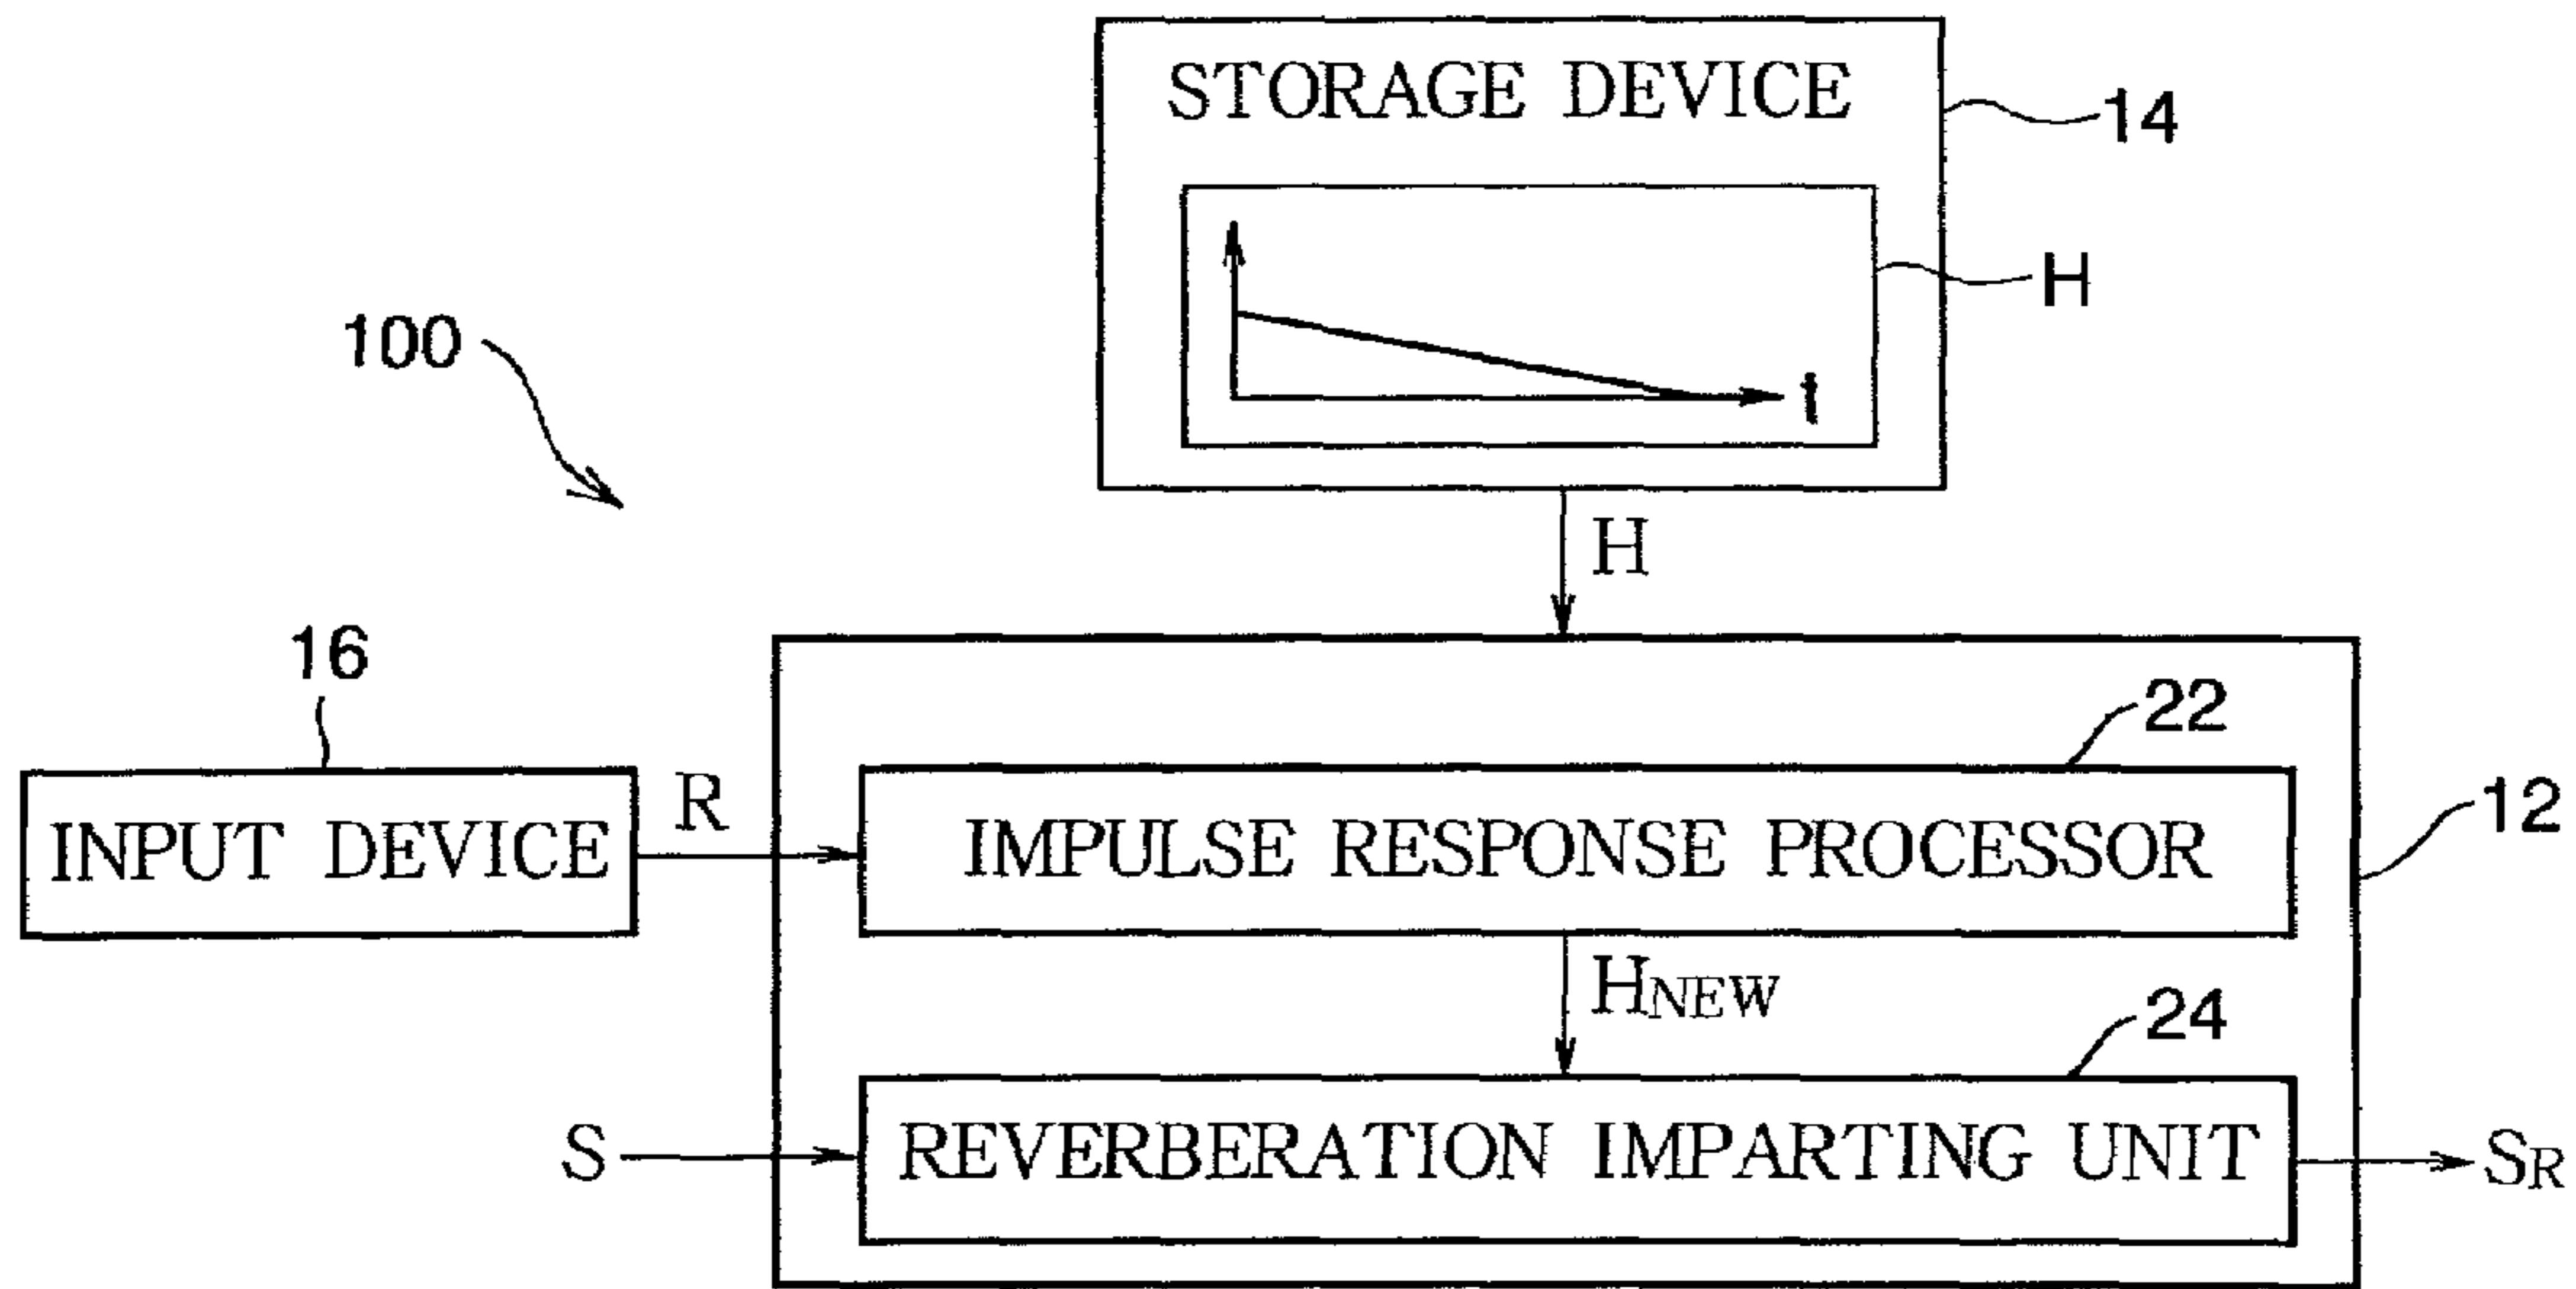 STORAGE DEVICE
14
H
t
100
H
16
22
12
INPUT DEVICE
R
IMPULSE RESPONSE PROCESSOR
HNEW
24
S
REVERBERATION IMPARTING UNIT
SR